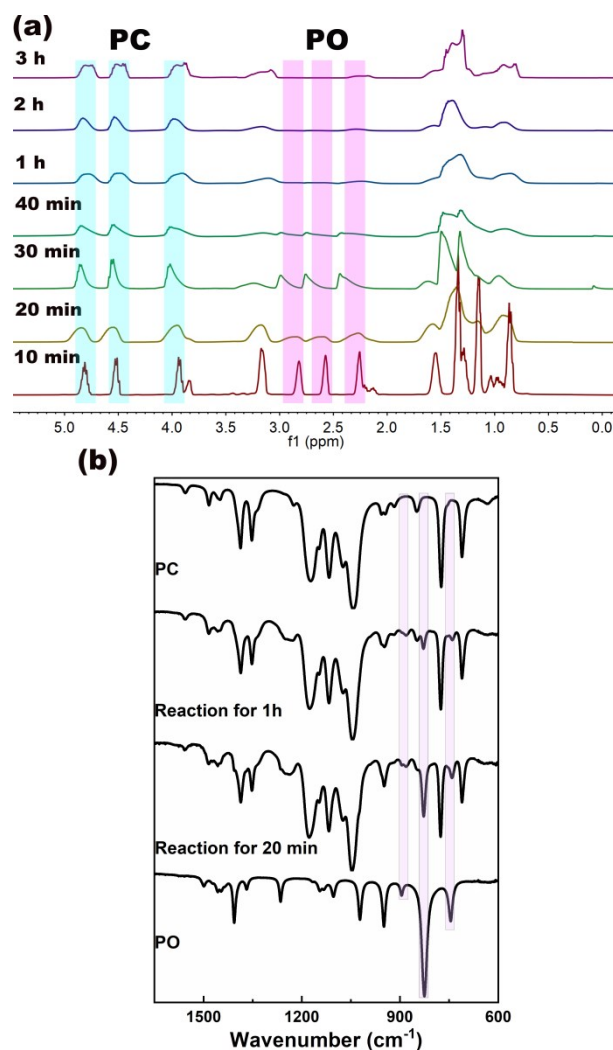 (a)
PC PO
3 h
2 h
1 h
40 min
30 min
20 min
10 min
5.0 4.5 4.0 3.5 3.0 2.5 2.0 1.5 1.0 0.5 0.0
f1 (ppm)
(b)
PC
Reaction for 1h
Reaction for 20 min
PO
1500 1200 900 600
Wavenumber (cm⁻¹)